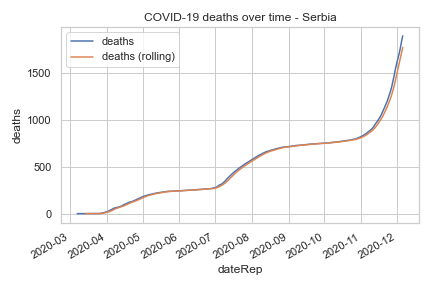 COVID-19 deaths over time - Serbia
deaths
deaths (rolling)
deaths
1500
1000
500
0
2020-03
2020-04
2020-05
2020-06
2020-07
2020-08
2020-09
2020-10
2020-11
2020-12
dateRep